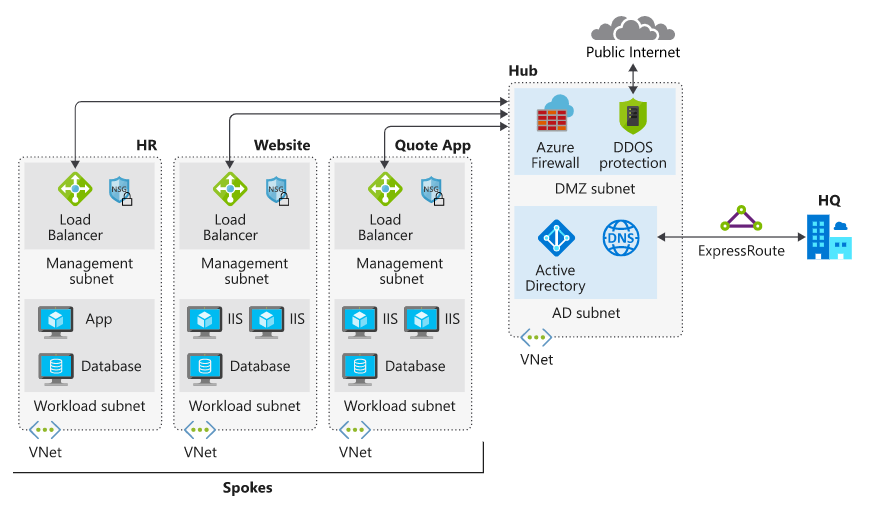 Public Internet
Hub
Azure
Firewall
DDOS
protection
DMZ subnet
DNS
Active
Directory
AD subnet
VNet
ExpressRoute
HQ
HR
NSG
Load
Balancer
Management
subnet
App
Database
Workload subnet
VNet
Website
NSG
Load
Balancer
Management
subnet
IIS
IIS
Database
Workload subnet
VNet
Quote App
NSG
Load
Balancer
Management
subnet
IIS
IIS
Database
Workload subnet
VNet
Spokes